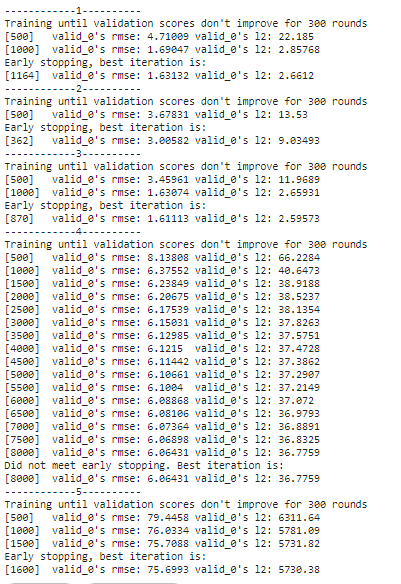 ------------1----------
Training until validation scores don't improve for 300 rounds
[500] valid_0's rmse: 4.71009 valid_0's l2: 22.185
[1000] valid_0's rmse: 1.69047 valid_0's l2: 2.85768
Early stopping, best iteration is:
[1164] valid_0's rmse: 1.63132 valid_0's l2: 2.6612
------------2----------
Training until validation scores don't improve for 300 rounds
[500] valid_0's rmse: 3.67831 valid_0's l2: 13.53
Early stopping, best iteration is:
[362] valid_0's rmse: 3.00582 valid_0's l2: 9.03493
------------3----------
Training until validation scores don't improve for 300 rounds
[500] valid_0's rmse: 3.45961 valid_0's l2: 11.9689
[1000] valid_0's rmse: 1.63074 valid_0's l2: 2.65931
Early stopping, best iteration is:
[870] valid_0's rmse: 1.61113 valid_0's l2: 2.59573
------------4----------
Training until validation scores don't improve for 300 rounds
[500] valid_0's rmse: 8.13808 valid_0's l2: 66.2284
[1000] valid_0's rmse: 6.37552 valid_0's l2: 40.6473
[1500] valid_0's rmse: 6.23849 valid_0's l2: 38.9188
[2000] valid_0's rmse: 6.20675 valid_0's l2: 38.5237
[2500] valid_0's rmse: 6.17539 valid_0's l2: 38.1354
[3000] valid_0's rmse: 6.15031 valid_0's l2: 37.8263
[3500] valid_0's rmse: 6.12985 valid_0's l2: 37.5751
[4000] valid_0's rmse: 6.1215 valid_0's l2: 37.4728
[4500] valid_0's rmse: 6.11442 valid_0's l2: 37.3862
[5000] valid_0's rmse: 6.10661 valid_0's l2: 37.2907
[5500] valid_0's rmse: 6.1004 valid_0's l2: 37.2149
[6000] valid_0's rmse: 6.08868 valid_0's l2: 37.072
[6500] valid_0's rmse: 6.08106 valid_0's l2: 36.9793
[7000] valid_0's rmse: 6.07364 valid_0's l2: 36.8891
[7500] valid_0's rmse: 6.06898 valid_0's l2: 36.8325
[8000] valid_0's rmse: 6.06431 valid_0's l2: 36.7759
Did not meet early stopping. Best iteration is:
[8000] valid_0's rmse: 6.06431 valid_0's l2: 36.7759
------------5----------
Training until validation scores don't improve for 300 rounds
[500] valid_0's rmse: 79.4458 valid_0's l2: 6311.64
[1000] valid_0's rmse: 76.0334 valid_0's l2: 5781.09
[1500] valid_0's rmse: 75.7088 valid_0's l2: 5731.82
Early stopping, best iteration is:
[1600] valid_0's rmse: 75.6993 valid_0's l2: 5730.38